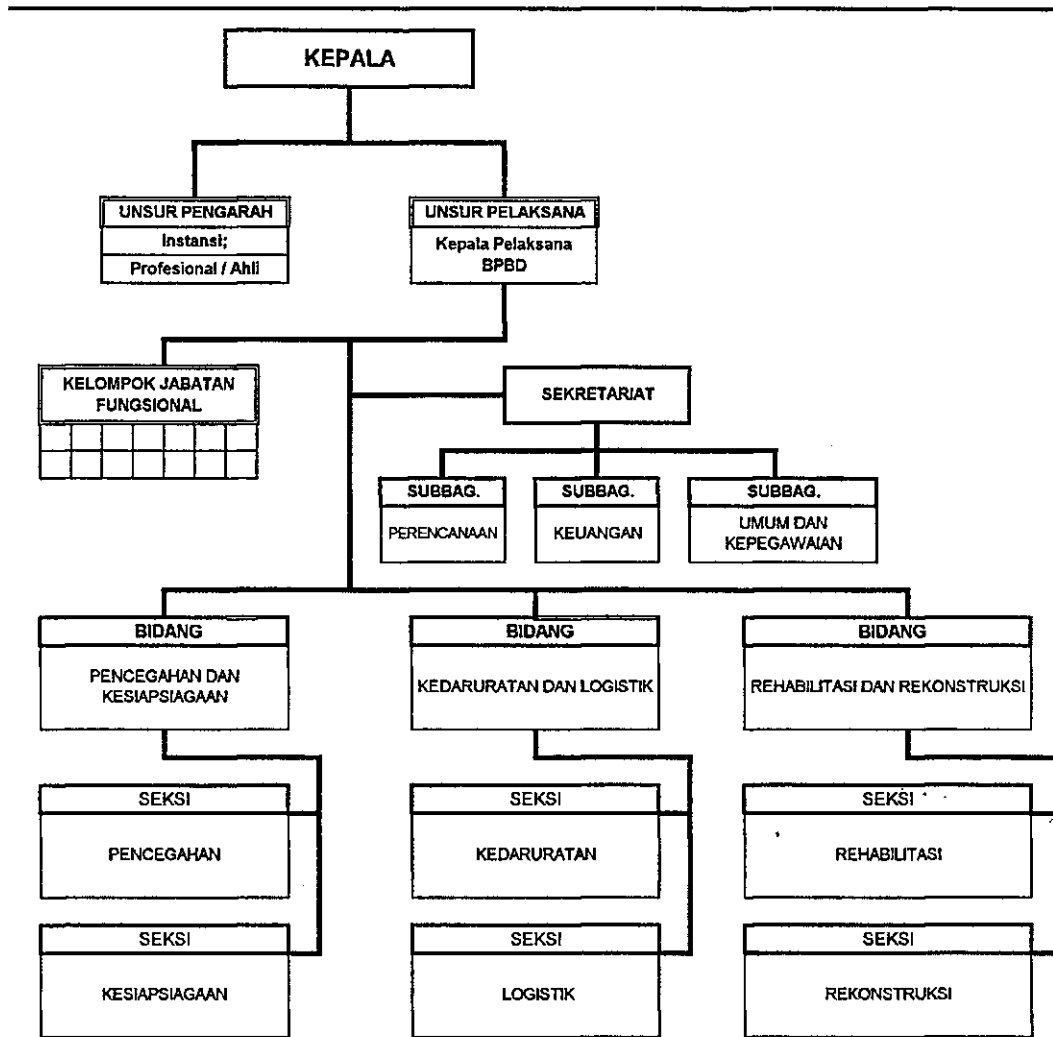 KEPALA
UNSUR PENGARAH
Instansi;
Profesional / Ahli
UNSUR PELAKSANA
Kepala Pelaksana
BPBD
KELOMPOK JABATAN
FUNGSIONAL
SEKRETARIAT
SUBBAG.
PERENCANAAN
SUBBAG.
KEUANGAN
SUBBAG.
UMUM DAN
KEPEGAWAIAN
BIDANG
PENCEGAHAN DAN
KESIAPSIAGAAN
BIDANG
KEDARURATAN DAN LOGISTIK
BIDANG
REHABILITASI DAN REKONSTRUKSI
SEKSI
PENCEGAHAN
SEKSI
KEDARURATAN
SEKSI
REHABILITASI
SEKSI
KESIAPSIAGAAN
SEKSI
LOGISTIK
SEKSI
REKONSTRUKSI